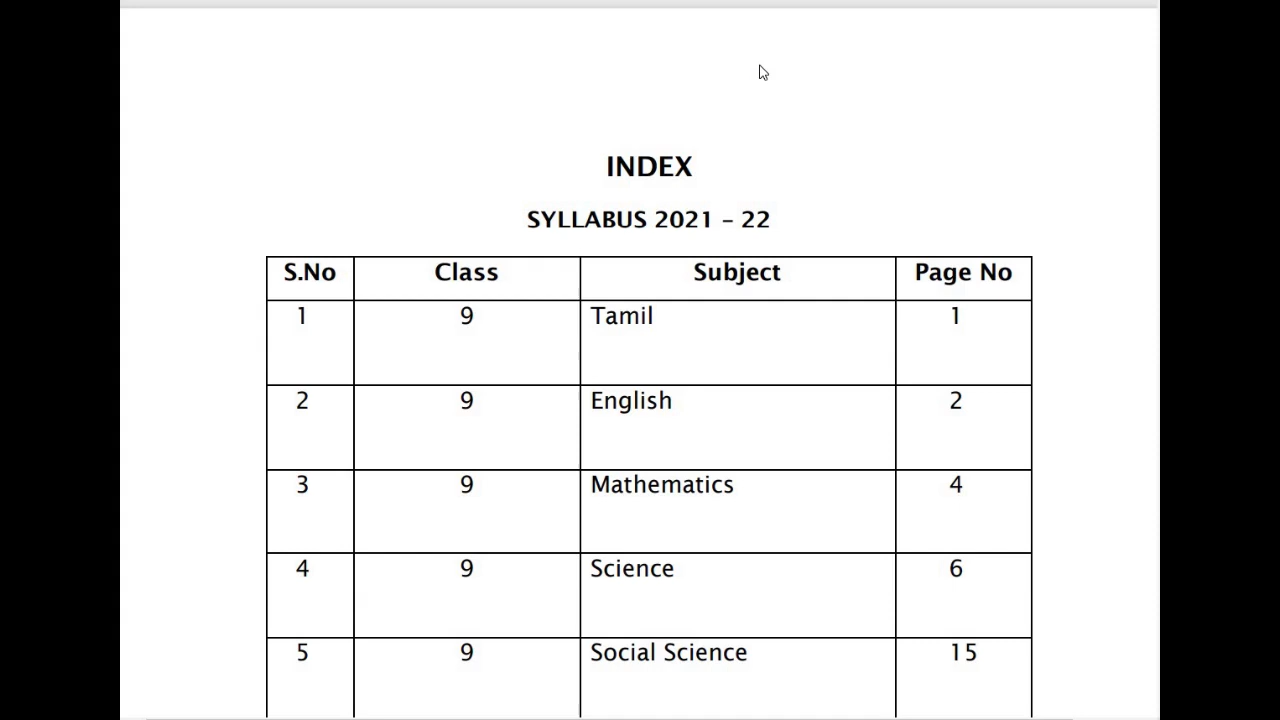 INDEX
SYLLABUS 2021 – 22
S.No Class Subject Page No
1 9 Tamil 1
2 9 English 2
3 9 Mathematics 4
4 9 Science 6
5 9 Social Science 15